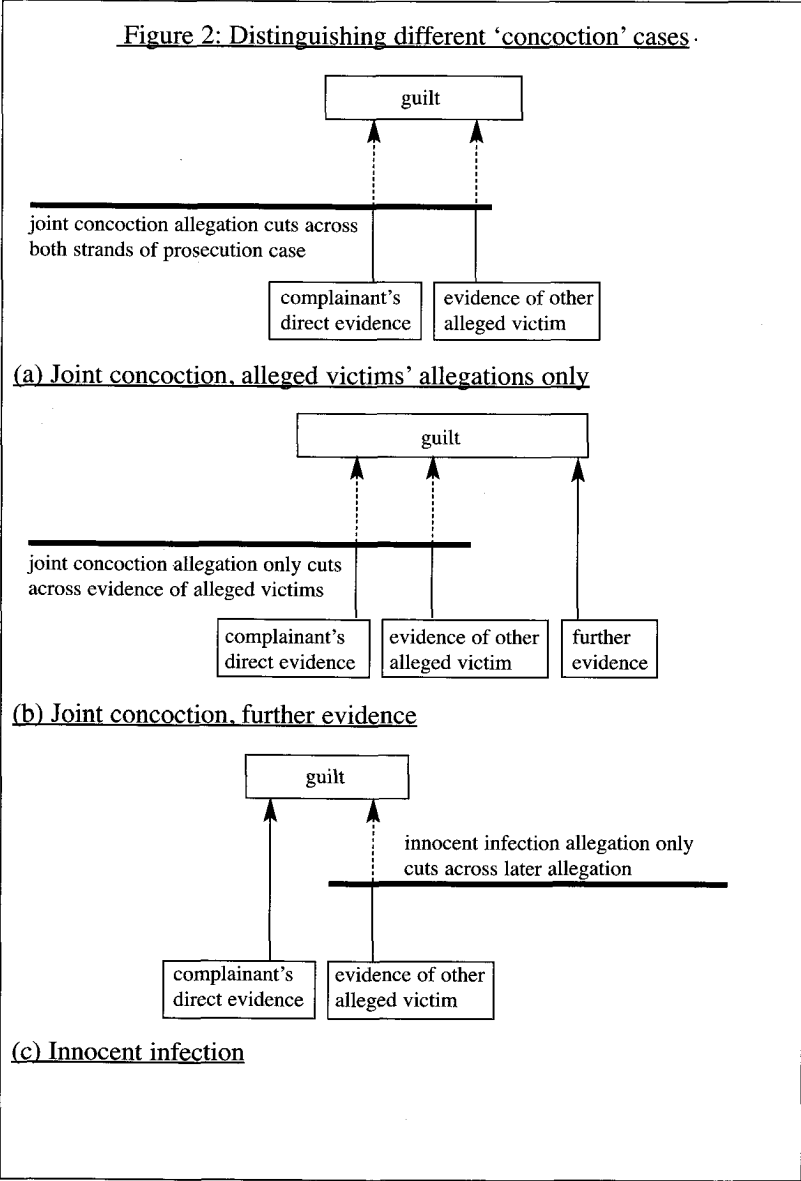 Figure 2: Distinguishing different ‘concoction’ cases
guilt
joint concoction allegation cuts across
both strands of prosecution case
complainant's
direct evidence
evidence of other
alleged victim
(a) Joint concoction, alleged victims' allegations only
guilt
joint concoction allegation only cuts
across evidence of alleged victims
complainant's
direct evidence
evidence of other
alleged victim
further
evidence
(b) Joint concoction, further evidence
guilt
innocent infection allegation only
cuts across later allegation
complainant's
direct evidence
evidence of other
alleged victim
(c) Innocent infection